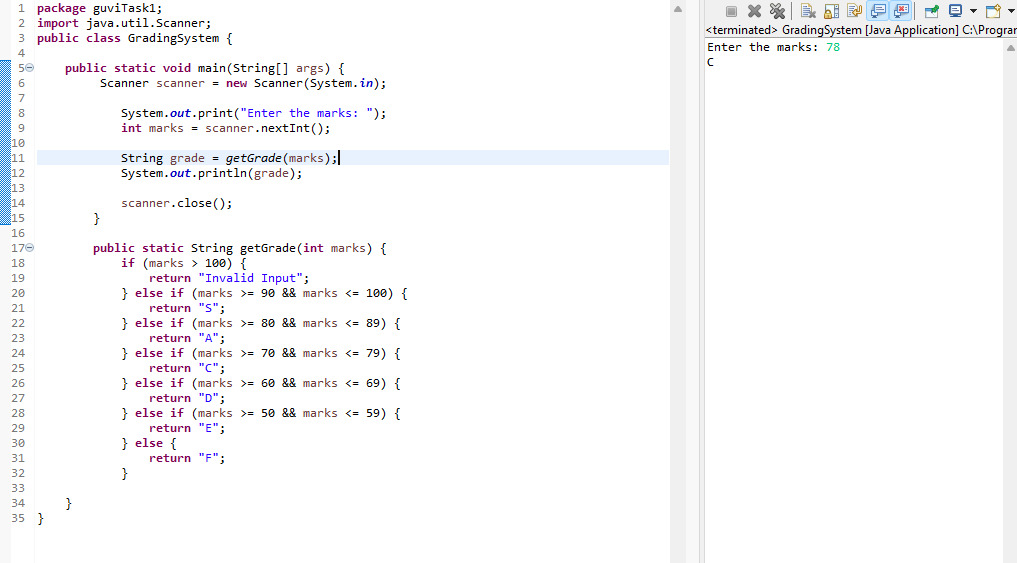 1 package guviTask1;
2 import java.util.Scanner;
3 public class GradingSystem {
4
5 public static void main(String[] args) {
6 Scanner scanner = new Scanner(System.in);
7
8 System.out.print("Enter the marks: ");
9 int marks = scanner.nextInt();
10
11 String grade = getGrade(marks);
12 System.out.println(grade);
13
14 scanner.close();
15 }
16
17 public static String getGrade(int marks) {
18 if (marks > 100) {
19 return "Invalid Input";
20 } else if (marks >= 90 && marks <= 100) {
21 return "S";
22 } else if (marks >= 80 && marks <= 89) {
23 return "A";
24 } else if (marks >= 70 && marks <= 79) {
25 return "C";
26 } else if (marks >= 60 && marks <= 69) {
27 return "D";
28 } else if (marks >= 50 && marks <= 59) {
29 return "E";
30 } else {
31 return "F";
32 }
33
34 }
35 }
<terminated> GradingSystem [Java Application] C:\Progran
Enter the marks: 78
C